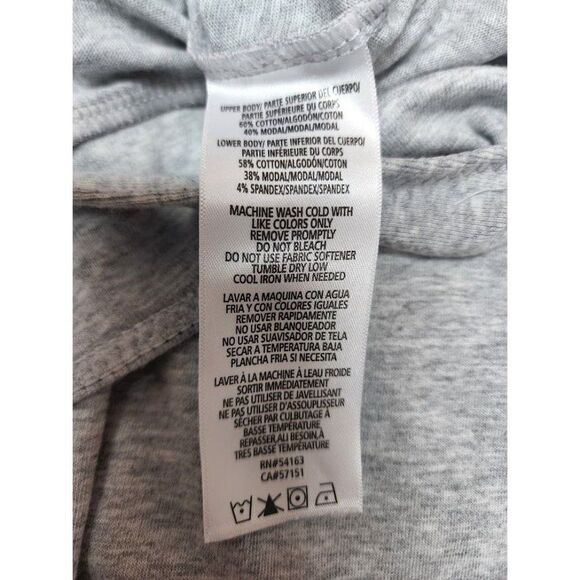 UPPER BODY/ PARTE SUPERIOR DEL CUERPO/
PARTIE SUPÉRIEURE DU CORPS
60% COTTON/ALGODÓN/COTON
40% MODAL/MODAL/MODAL
LOWER BODY/ PARTE INFERIOR DEL CUERPO/
PARTIE INFÉRIEURE DU CORPS
58% COTTON/ALGODÓN/COTON
38% MODAL/MODAL/MODAL
4% SPANDEX/SPANDEX/SPANDEX
MACHINE WASH COLD WITH
LIKE COLORS ONLY
REMOVE PROMPTLY
DO NOT BLEACH
DO NOT USE FABRIC SOFTENER
TUMBLE DRY LOW
COOL IRON WHEN NEEDED
LAVAR A MAQUINA CON AGUA
FRIA Y CON COLORES IGUALES
REMOVER RAPIDAMENTE
NO USAR BLANQUEADOR
NO USAR SUAVISADOR DE TELA
SECAR A TEMPERATURA BAJA
PLANCHA FRIA SI NECESITA
LAVER À LA MACHINE À LEAU FROIDE
SORTIR IMMÉDIATEMENT
NE PAS UTILISER DE JAVELLISANT
NE PAS UTILISER D'ASSOUPLISSEUR
SÉCHER PAR CULBUTAGE À
BASSE TEMPÉRATURE,
REPASSER,ALI BESOIN,À
TRÈS BASSE TEMPÉRATURE
RN#54163
CA#57151